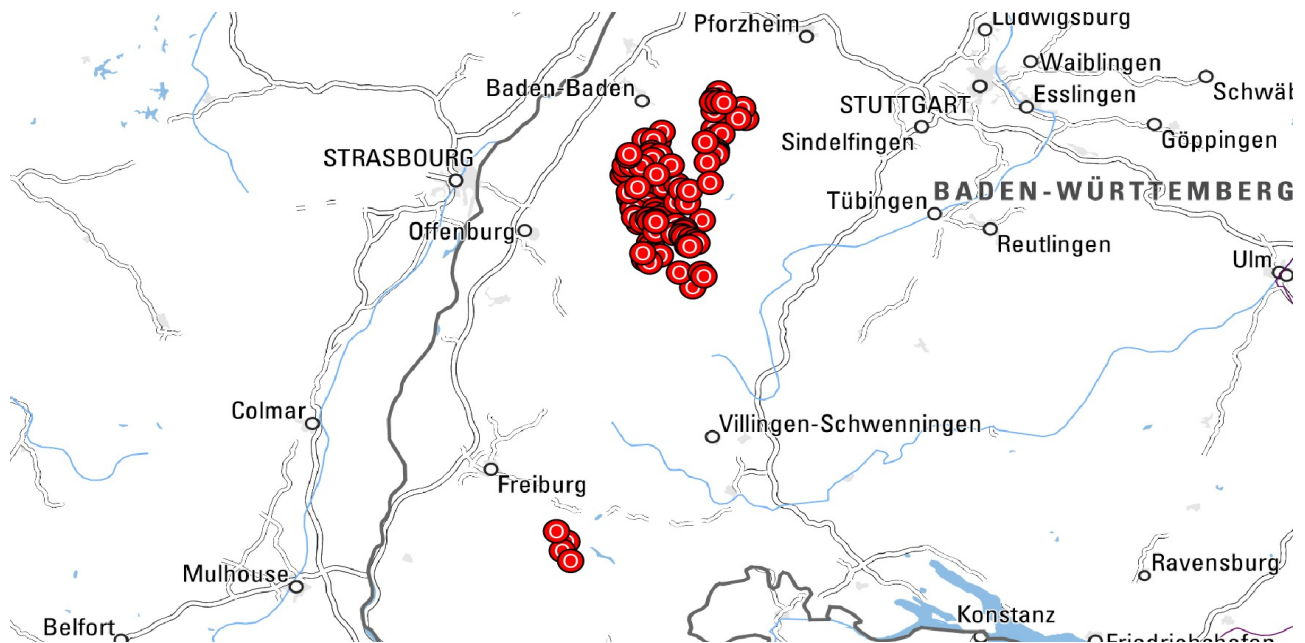 Pforzheim
Ludwigsburg
Waiblingen
Baden-Baden
STUTTGART
Esslingen
Schwäb
Sindelfingen
Göppingen
STRASBOURG
BADEN-WÜRTTEMBERG
Tübingen
Offenburg
Reutlingen
Ulm
Colmar
Villingen-Schwenningen
Freiburg
Ravensburg
Mulhouse
Konstanz
Belfort
Friedrichshafen